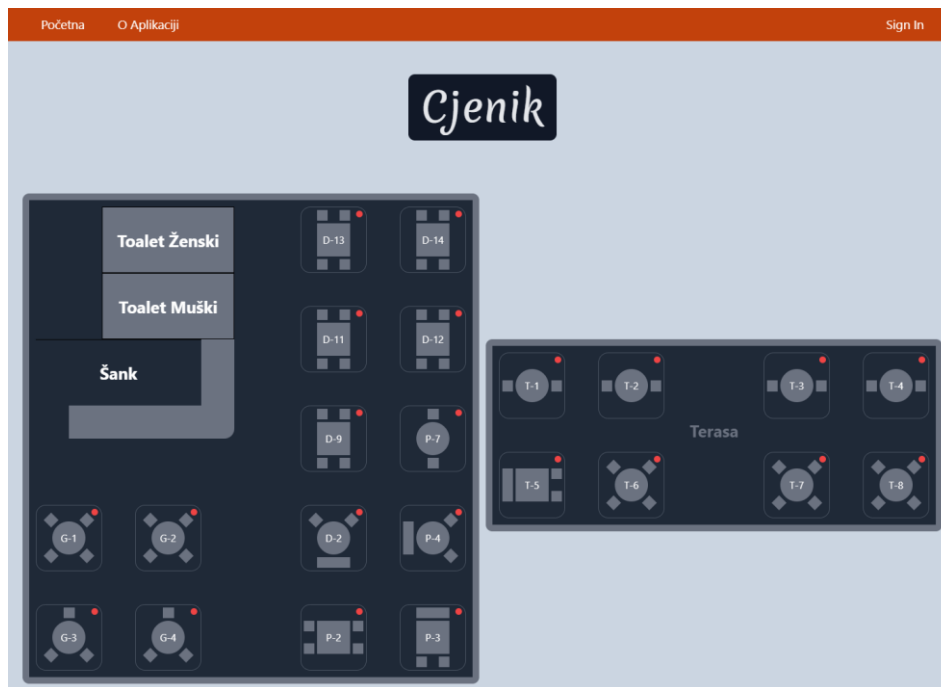 Početna O Aplikaciji Sign In
Cjenik
Toalet Ženski
D-13 D-14
Toalet Muški
D-11 D-12
Šank
D-9 P-7
G-1 G-2 D-2 P-4
G-3 G-4 P-2 P-3
T-1 T-2 T-3 T-4
Terasa
T-5 T-6 T-7 T-8